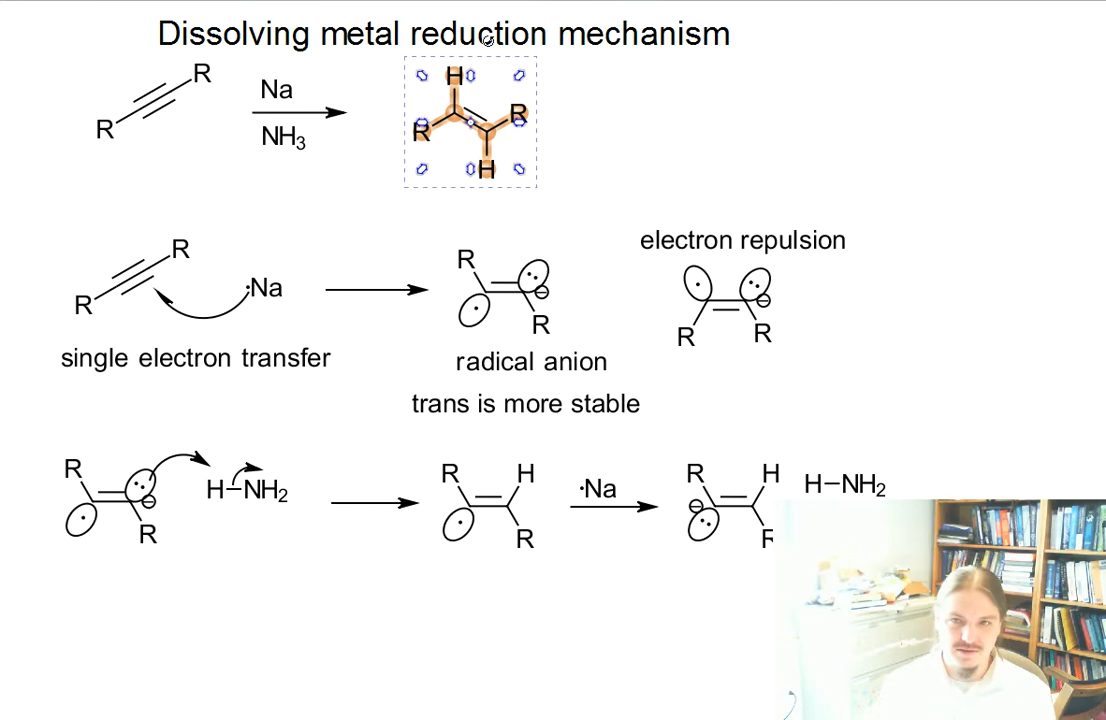 Dissolving metal reduction mechanism
R
R
Na
NH3
H
R
R
H
R
R
·Na
single electron transfer
R
R
radical anion
trans is more stable
electron repulsion
R
R
R
R
H–NH2
R
H
R
·Na
R
H
R
H–NH2